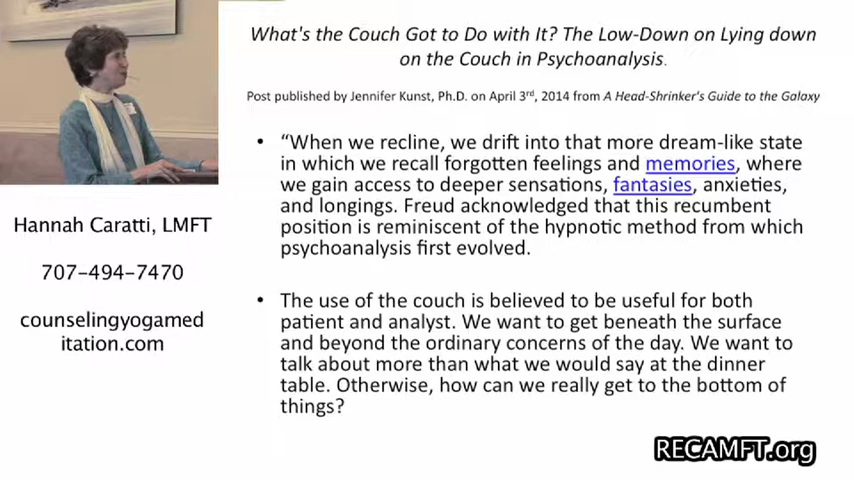 What's the Couch Got to Do with It? The Low-Down on Lying down
on the Couch in Psychoanalysis.
Post published by Jennifer Kunst, Ph.D. on April 3rd, 2014 from A Head-Shrinker's Guide to the Galaxy
• “When we recline, we drift into that more dream-like state
in which we recall forgotten feelings and memories, where
we gain access to deeper sensations, fantasies, anxieties,
and longings. Freud acknowledged that this recumbent
position is reminiscent of the hypnotic method from which
psychoanalysis first evolved.
• The use of the couch is believed to be useful for both
patient and analyst. We want to get beneath the surface
and beyond the ordinary concerns of the day. We want to
talk about more than what we would say at the dinner
table. Otherwise, how can we really get to the bottom of
things?
Hannah Caratti, LMFT
707-494-7470
counselingyogamed
itation.com
RECAMFT.org